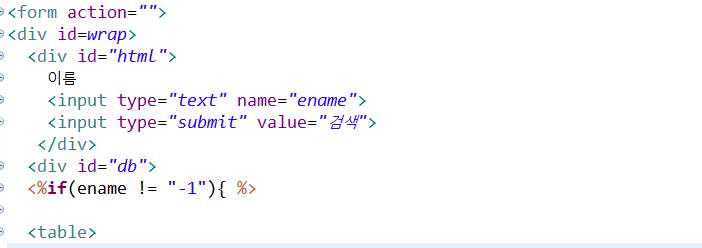 <form action="">
<div id=wrap>
<div id="html">
이름
<input type="text" name="ename">
<input type="submit" value="검색">
</div>
<div id="db">
<%if(ename != "-1"){ %>
<table>